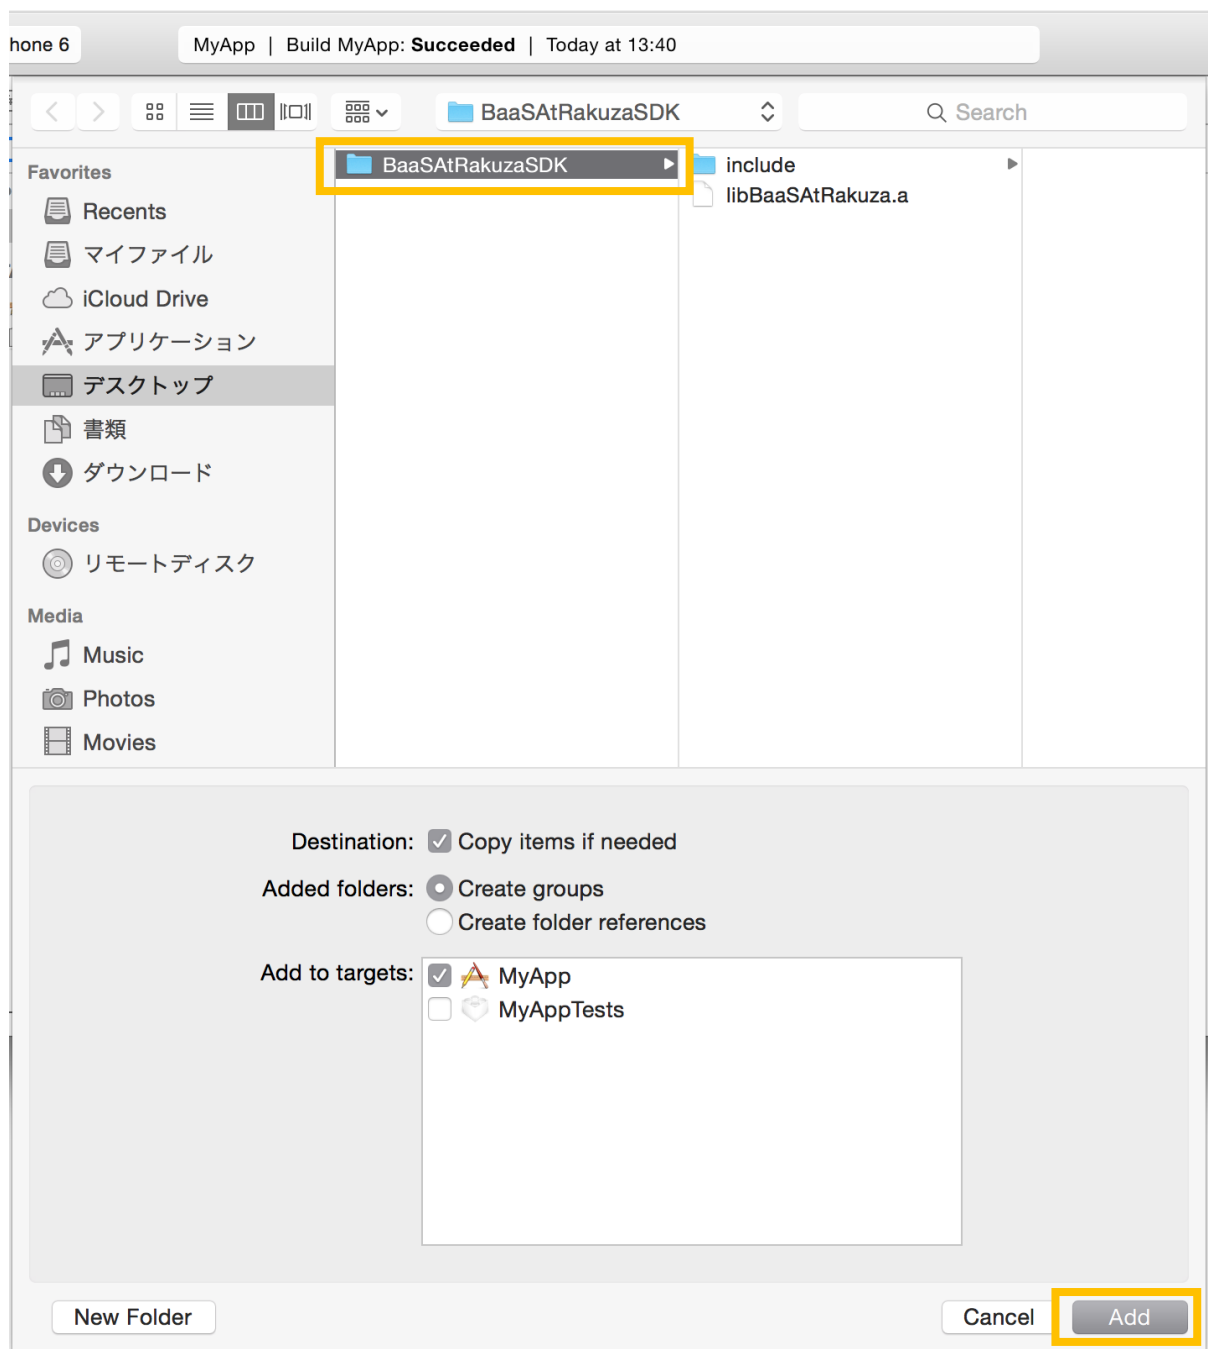 hone 6
MyApp | Build MyApp: Succeeded | Today at 13:40
BaaSAtRakuzaSDK
Search
Favorites
Recents
マイファイル
iCloud Drive
アプリケーション
デスクトップ
書類
ダウンロード
Devices
リモートディスク
Media
Music
Photos
Movies
BaaSAtRakuzaSDK
include
libBaaSAtRakuza.a
Destination: Copy items if needed
Added folders: Create groups
Create folder references
Add to targets: MyApp
MyAppTests
New Folder
Cancel
Add